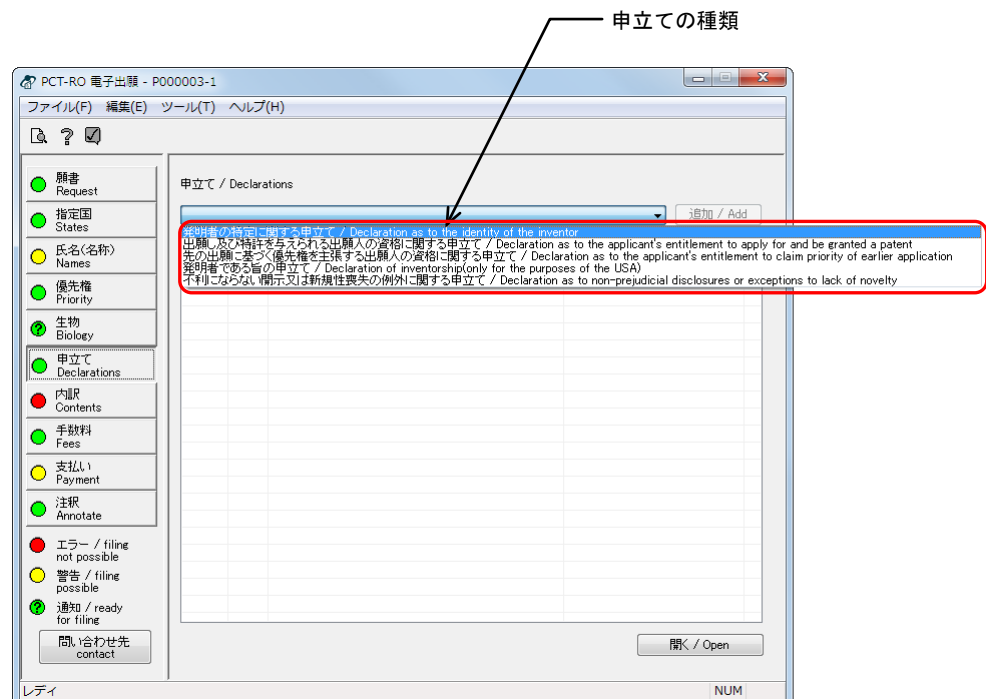 申立ての種類
PCT-RO 電子出願 - P000003-1
ファイル(F) 編集(E) ツール(T) ヘルプ(H)
願書
Request
指定国
States
氏名(名称)
Names
優先権
Priority
生物
Biology
申立て
Declarations
内訳
Contents
手数料
Fees
支払い
Payment
注釈
Annotate
エラー / filing
not possible
警告 / filing
possible
通知 / ready
for filing
問い合わせ先
contact
申立て / Declarations
追加 / Add
発明者の特定に関する申立て / Declaration as to the identity of the inventor
出願し及び特許を与えられる出願人の資格に関する申立て / Declaration as to the applicant's entitlement to apply for and be granted a patent
先の出願に基づく優先権を主張する出願人の資格に関する申立て / Declaration as to the applicant's entitlement to claim priority of earlier application
発明者である旨の申立て / Declaration of inventorship(only for the purposes of the USA)
不利にならない開示又は新規性喪失の例外に関する申立て / Declaration as to non-prejudicial disclosures or exceptions to lack of novelty
開く / Open
レディ
NUM